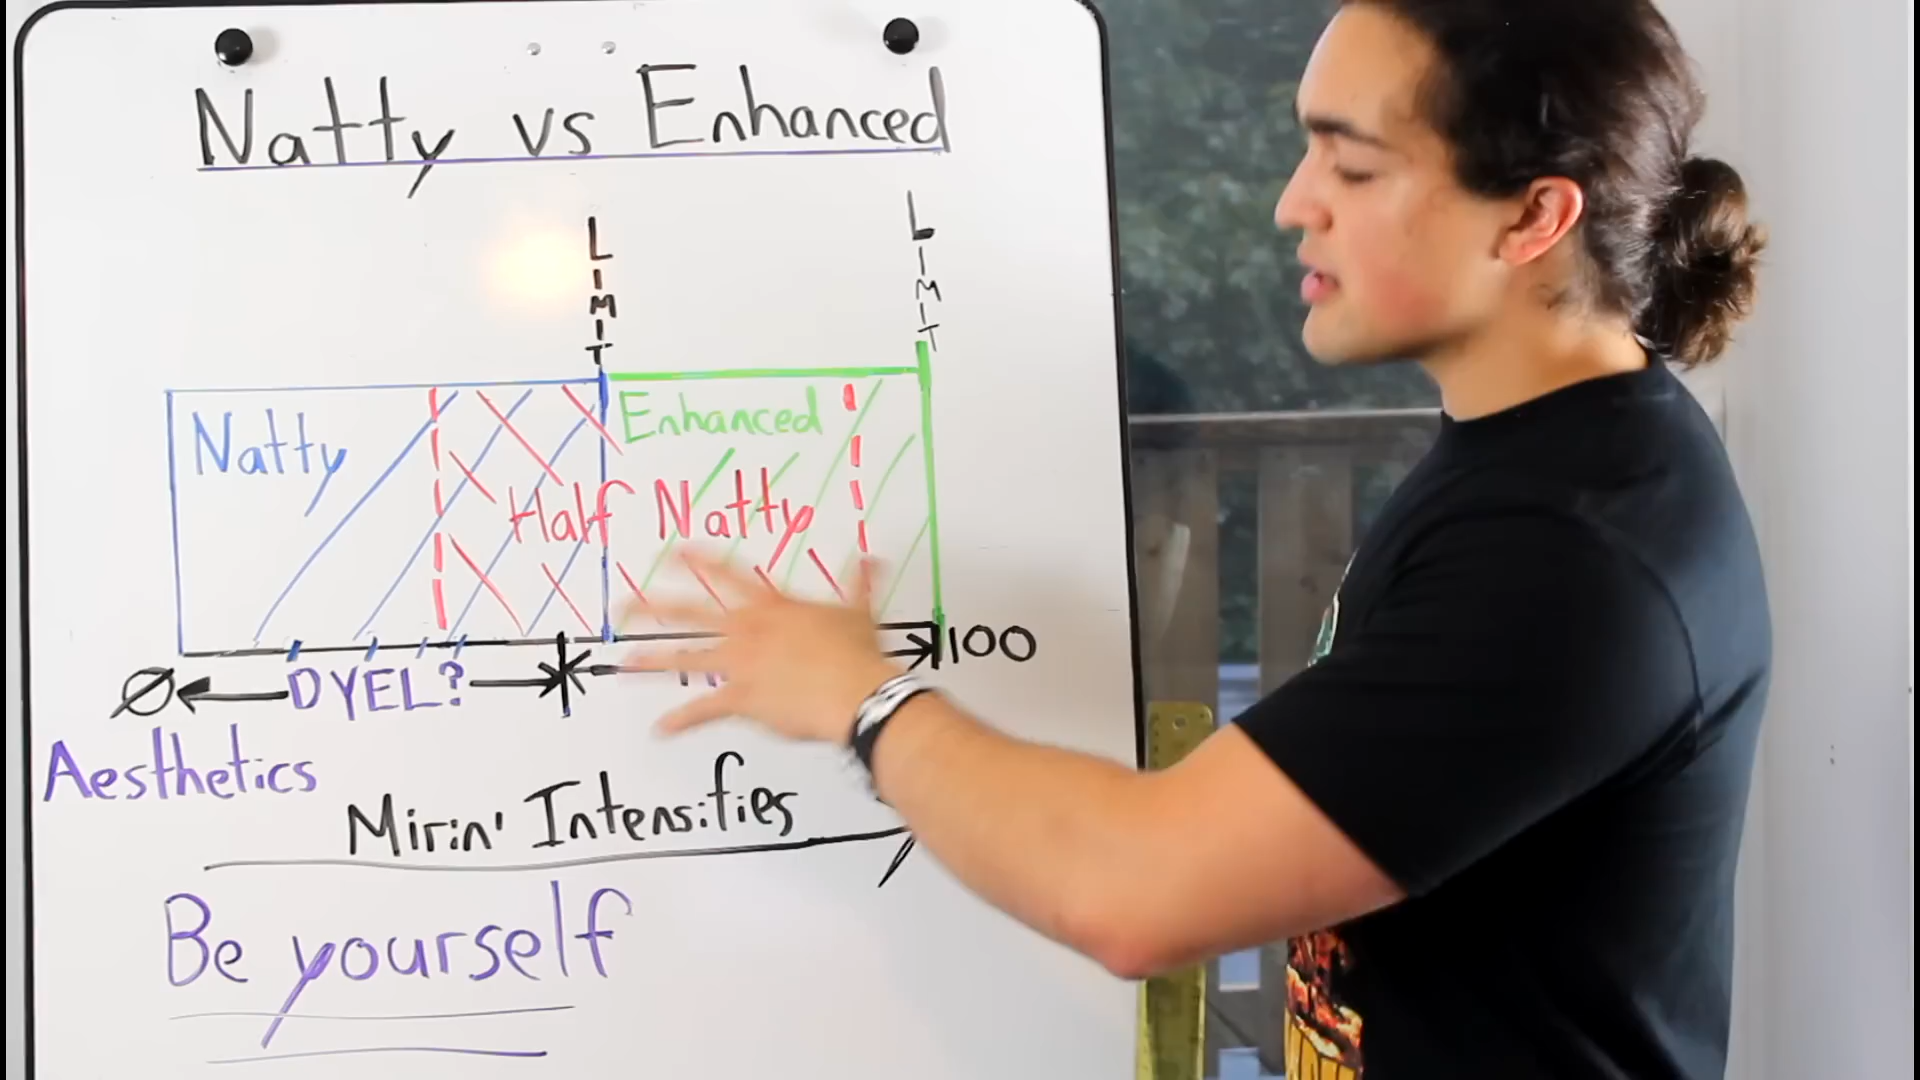 Natty vs Enhanced
LIMIT
LIMIT
Natty
Enhanced
Half Natty
Ø
DYEL?
100
Aesthetics
Mirin' Intensifies
Be yourself